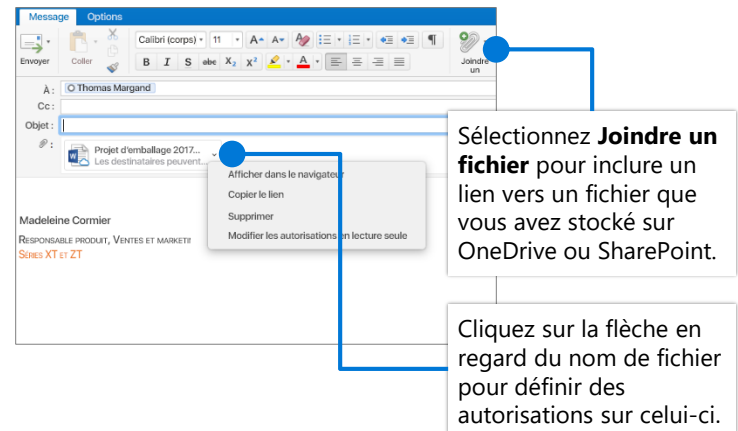 Message Options
Calibri (corps) 11 A A
Envoyer Coller B I S abc X₂ X² A Joindre
un
À : Thomas Margand
Cc :
Objet :
Projet d'emballage 2017...
Les destinataires peuvent...
Afficher dans le navigateur
Copier le lien
Supprimer
Modifier les autorisations en lecture seule
Madeleine Cormier
RESPONSABLE PRODUIT, VENTES ET MARKETI
SERIES XT ET ZT
Sélectionnez Joindre un
fichier pour inclure un
lien vers un fichier que
vous avez stocké sur
OneDrive ou SharePoint.
Cliquez sur la flèche en
regard du nom de fichier
pour définir des
autorisations sur celui-ci.